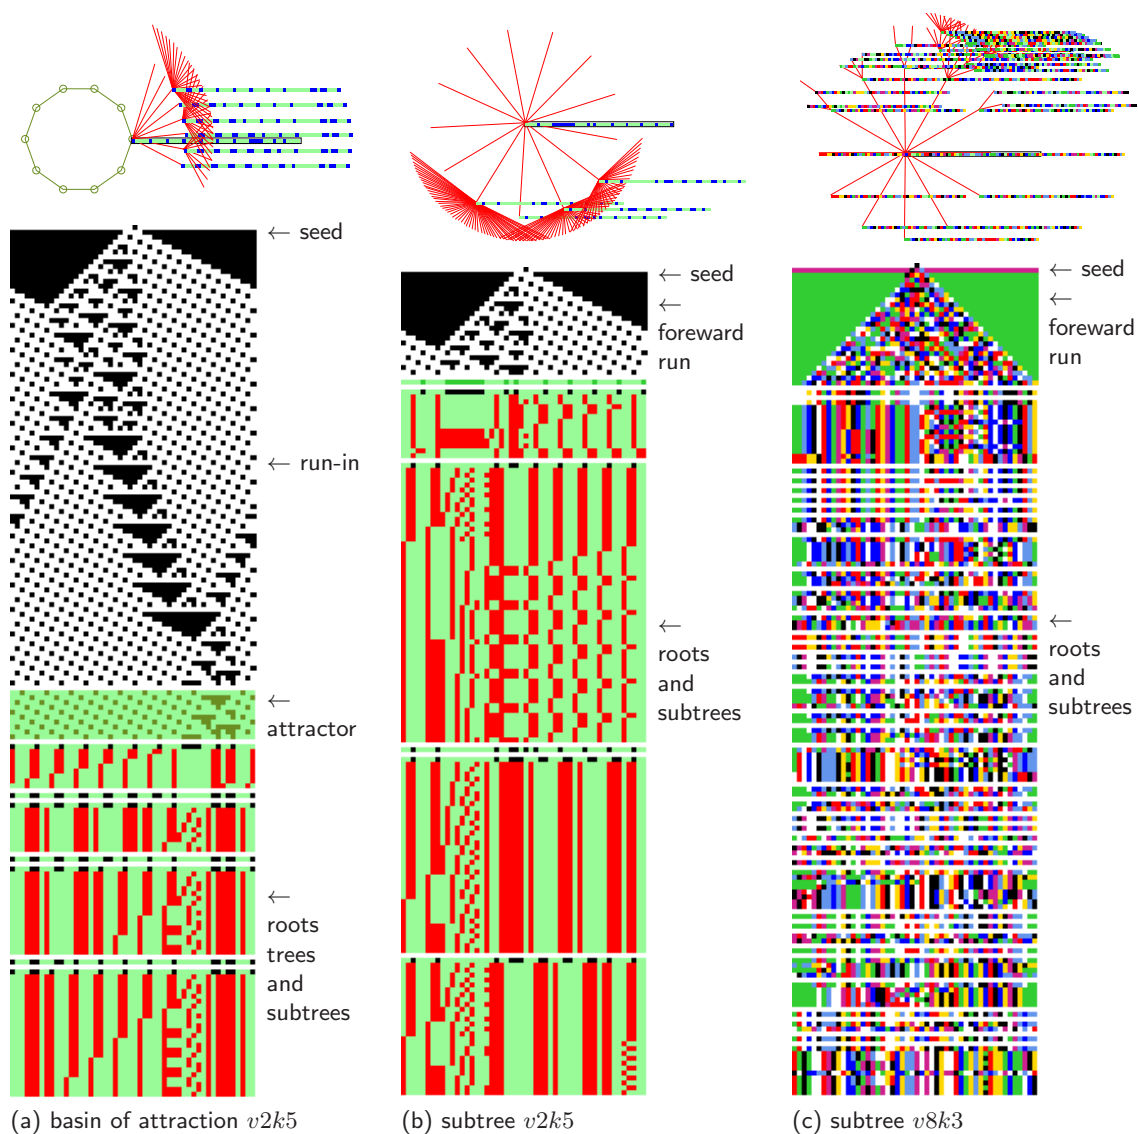 ← seed
← run-in
←
attractor
←
roots
trees
and
subtrees
(a) basin of attraction v2k5
← seed
←
foreward
run
←
roots
and
subtrees
(b) subtree v2k5
← seed
←
foreward
run
←
roots
and
subtrees
(c) subtree v8k3